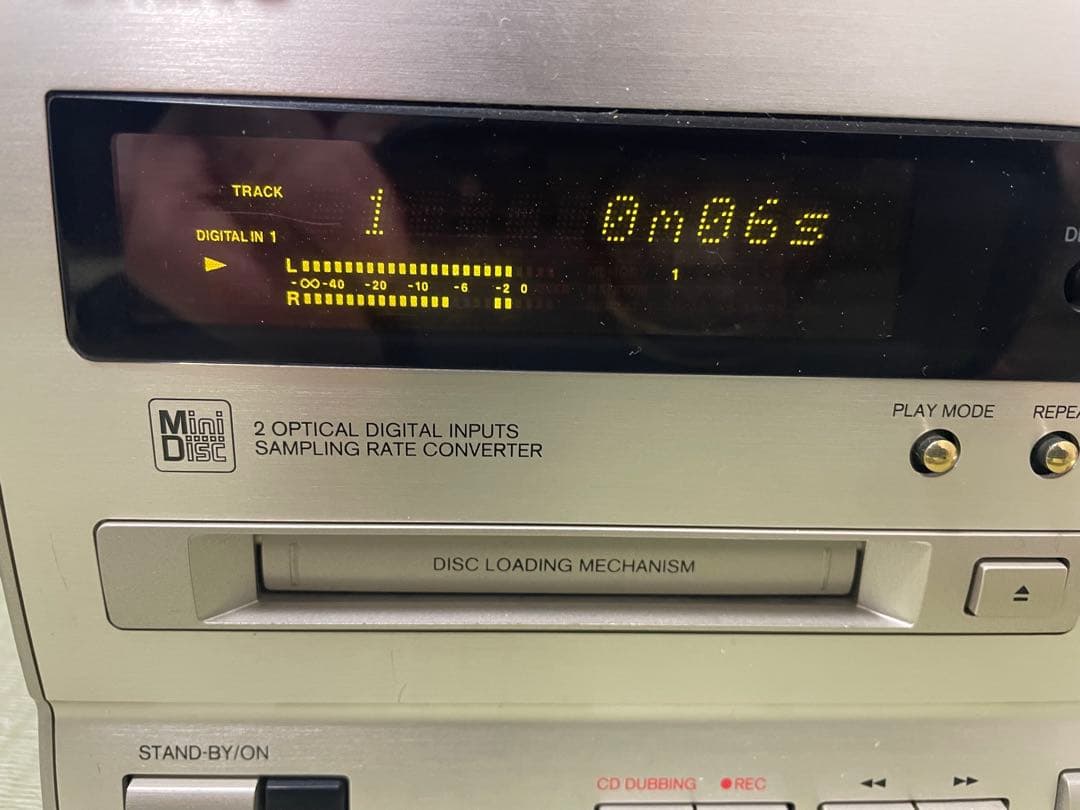 TRACK 1 0m06s
DIGITAL IN 1
L
1
-∞-40 -20 -10 -6 -2 0
R
Mini
Disc
2 OPTICAL DIGITAL INPUTS
SAMPLING RATE CONVERTER
PLAY MODE
DISC LOADING MECHANISM
STAND-BY/ON
CD DUBBING ●REC